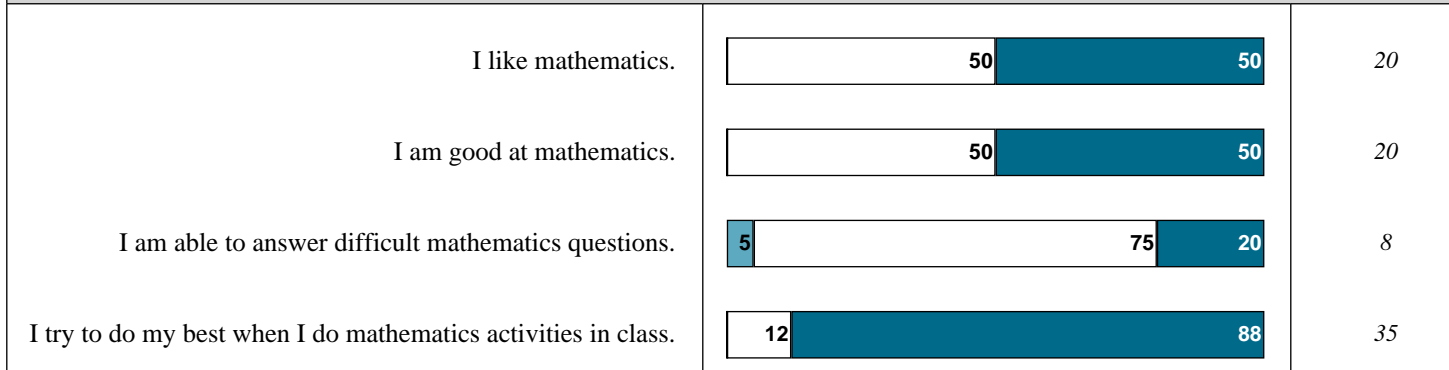 I like mathematics. 50 50 20
I am good at mathematics. 50 50 20
I am able to answer difficult mathematics questions. 5 75 20 8
I try to do my best when I do mathematics activities in class. 12 88 35